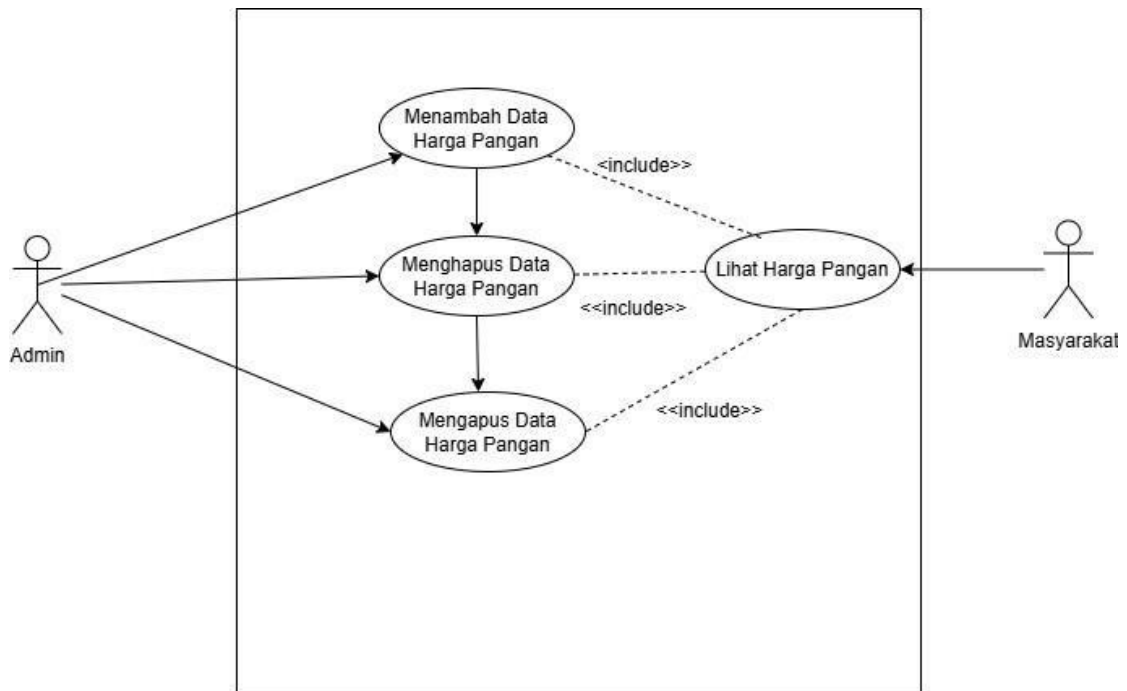 Menambah Data
Harga Pangan
<include>>
Menghapus Data
Harga Pangan
<<include>>
Lihat Harga Pangan
Admin
Masyarakat
Mengapus Data
Harga Pangan
<<include>>